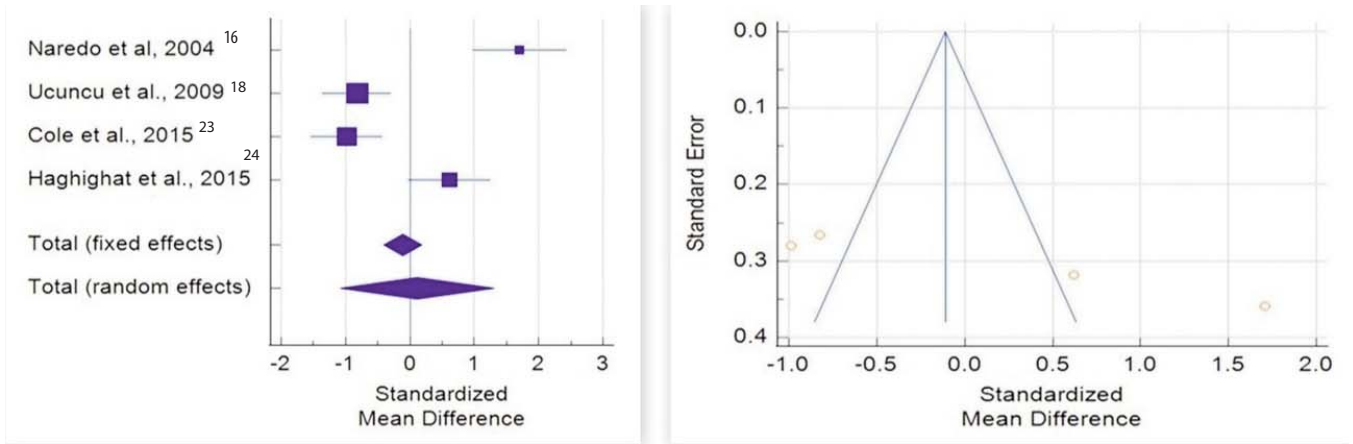 Naredo et al, 2004 16
Ucuncu et al., 2009 18
Cole et al., 2015 23
Haghighat et al., 2015 24
Total (fixed effects)
Total (random effects)
-2 -1 0 1 2 3
Standardized
Mean Difference
Standard Error
0.0
0.1
0.2
0.3
0.4
-1.0 -0.5 0.0 0.5 1.0 1.5 2.0
Standardized
Mean Difference